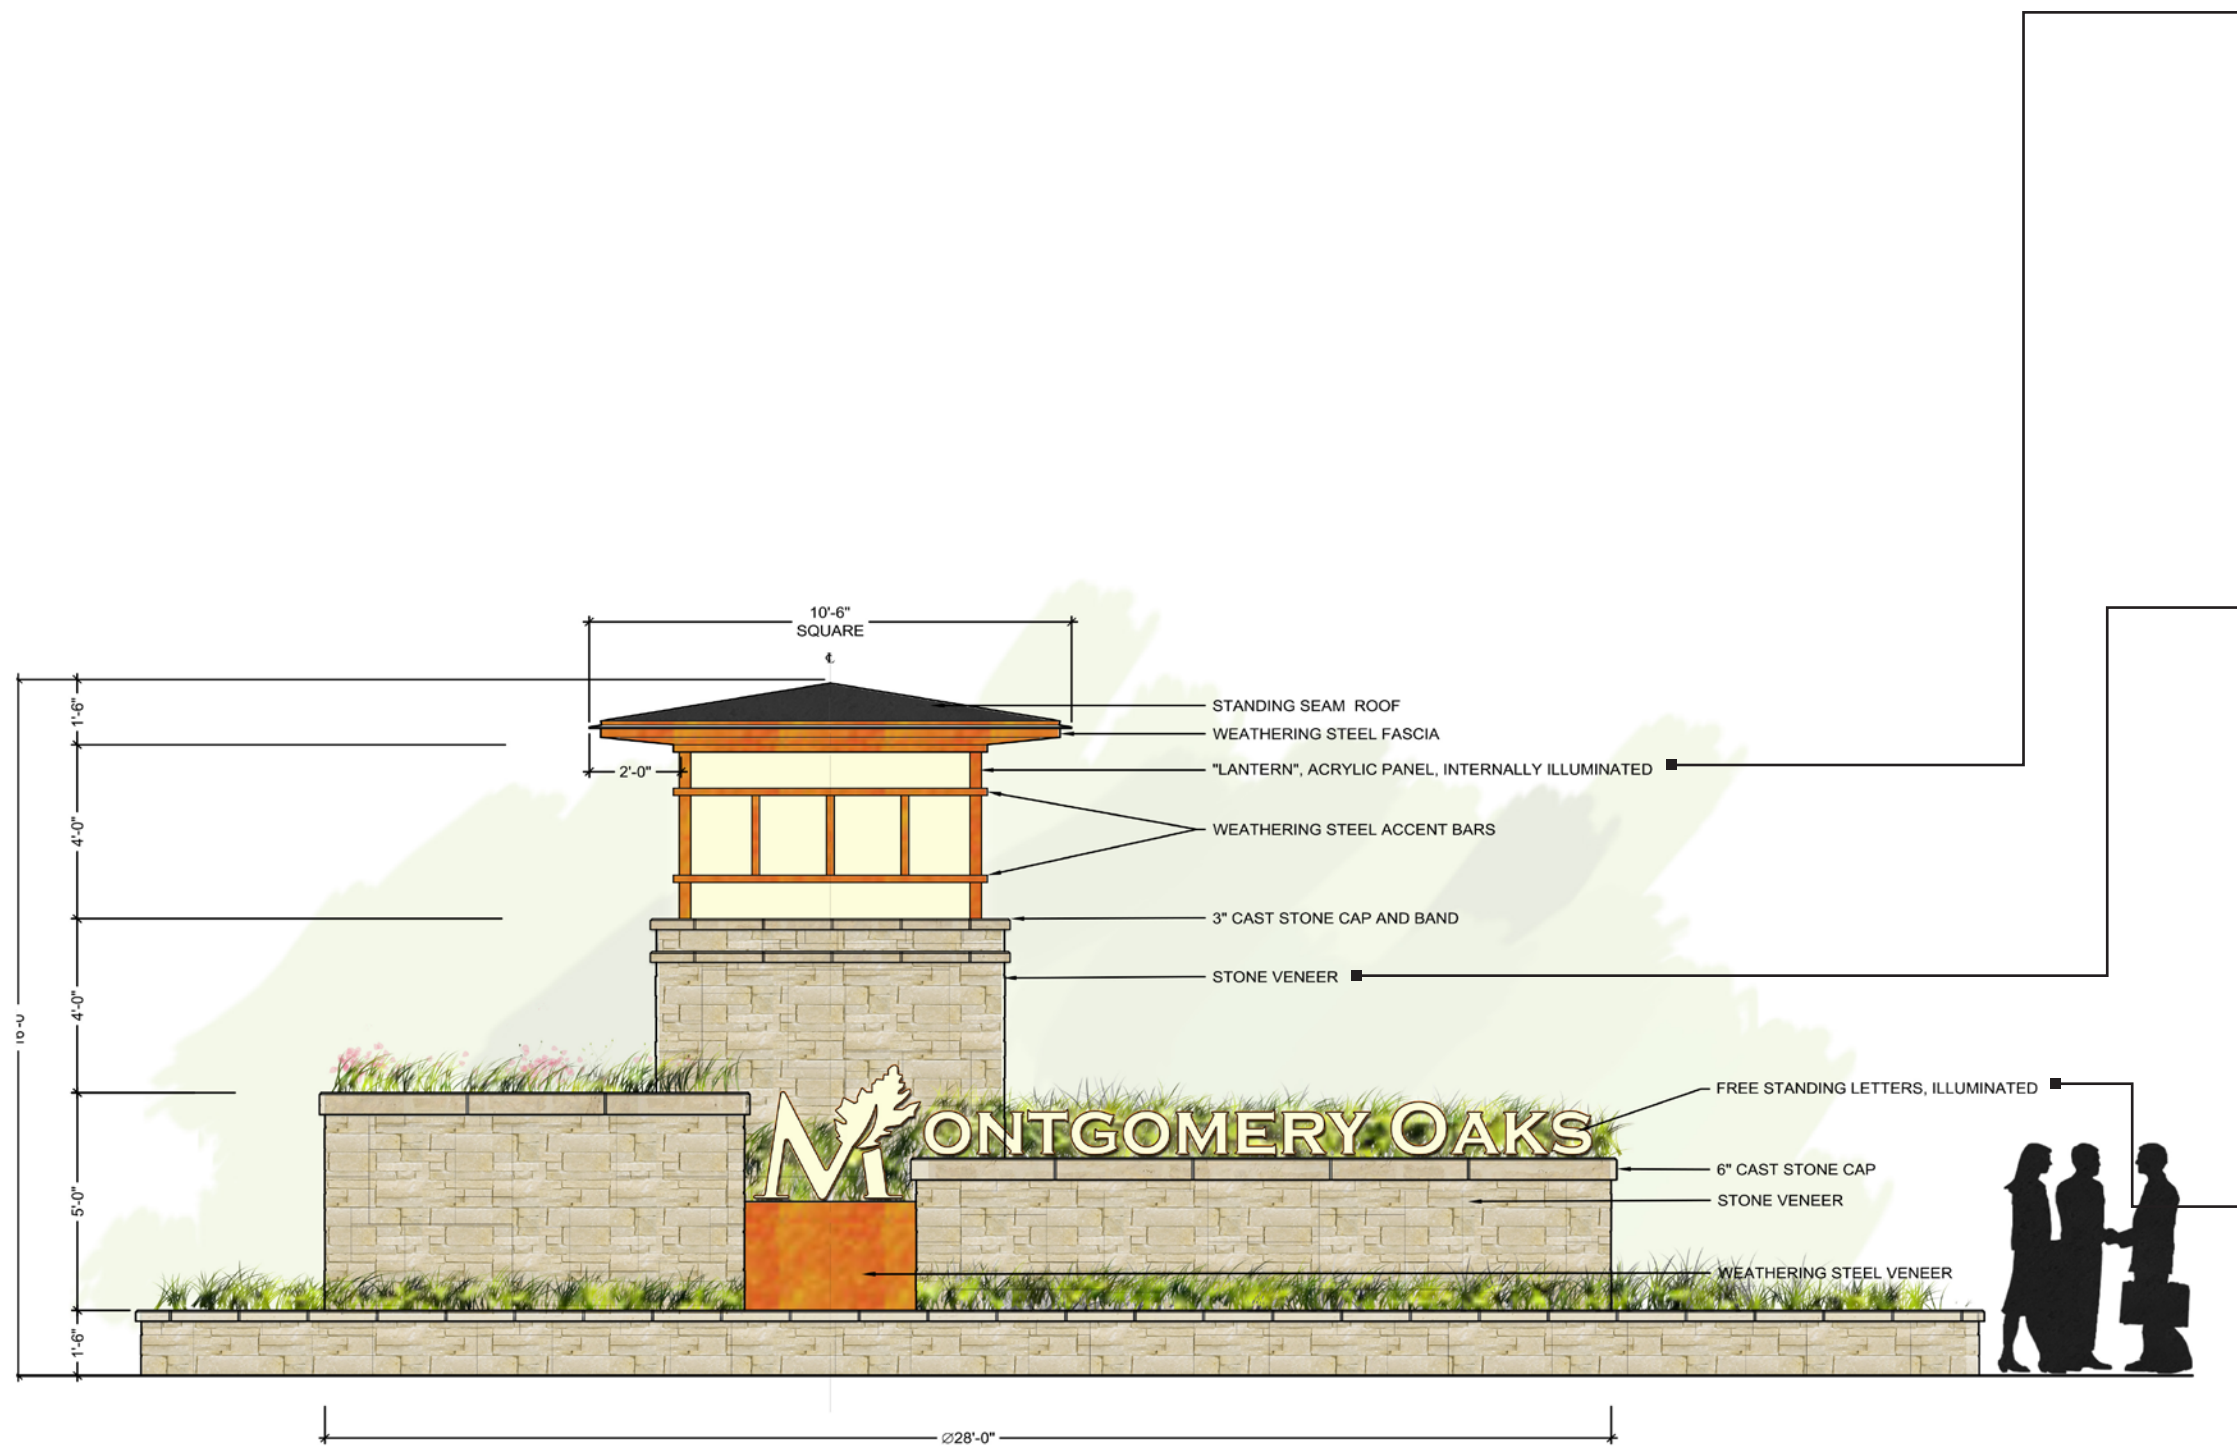 10'-6"
SQUARE
℄
1'-6"
STANDING SEAM ROOF
WEATHERING STEEL FASCIA
2'-0"
"LANTERN", ACRYLIC PANEL, INTERNALLY ILLUMINATED
4'-0"
WEATHERING STEEL ACCENT BARS
3" CAST STONE CAP AND BAND
STONE VENEER
4'-0"
FREE STANDING LETTERS, ILLUMINATED
MONTGOMERY OAKS
6" CAST STONE CAP
STONE VENEER
5'-0"
WEATHERING STEEL VENEER
1'-6"
Ø28'-0"